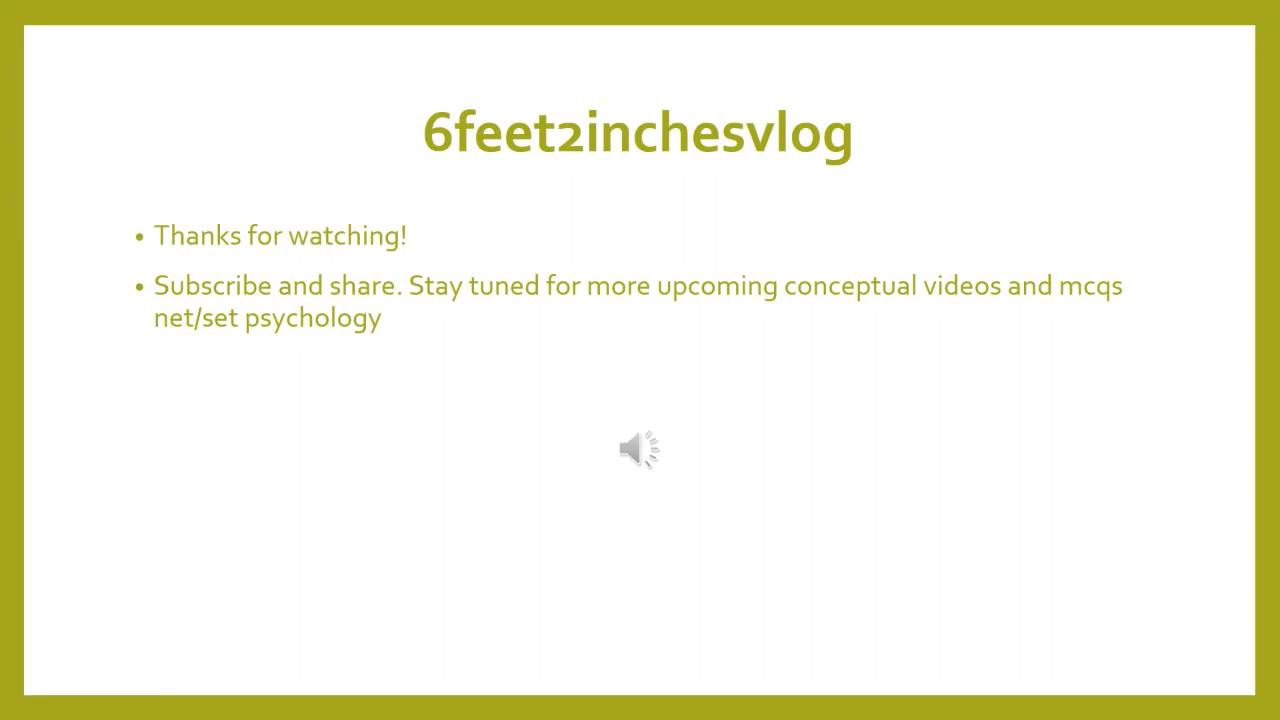 6feet2inchesvlog
• Thanks for watching!
• Subscribe and share. Stay tuned for more upcoming conceptual videos and mcqs
net/set psychology